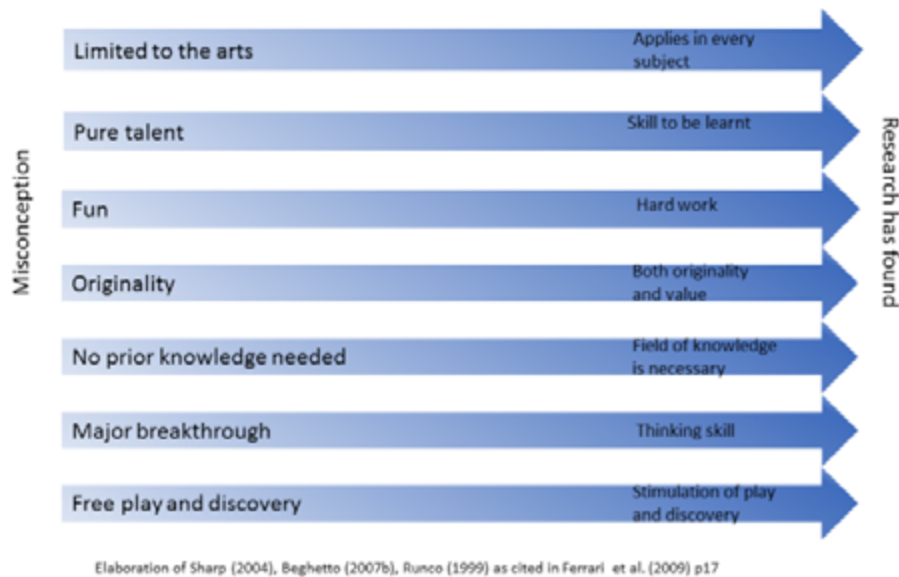 Misconception
Research has found
Limited to the arts
Applies in every
subject
Pure talent
Skill to be learnt
Fun
Hard work
Originality
Both originality
and value
No prior knowledge needed
Field of knowledge
is necessary
Major breakthrough
Thinking skill
Free play and discovery
Stimulation of play
and discovery
Elaboration of Sharp (2004), Beghetto (2007b), Runco (1999) as cited in Ferrari et al. (2009) p17